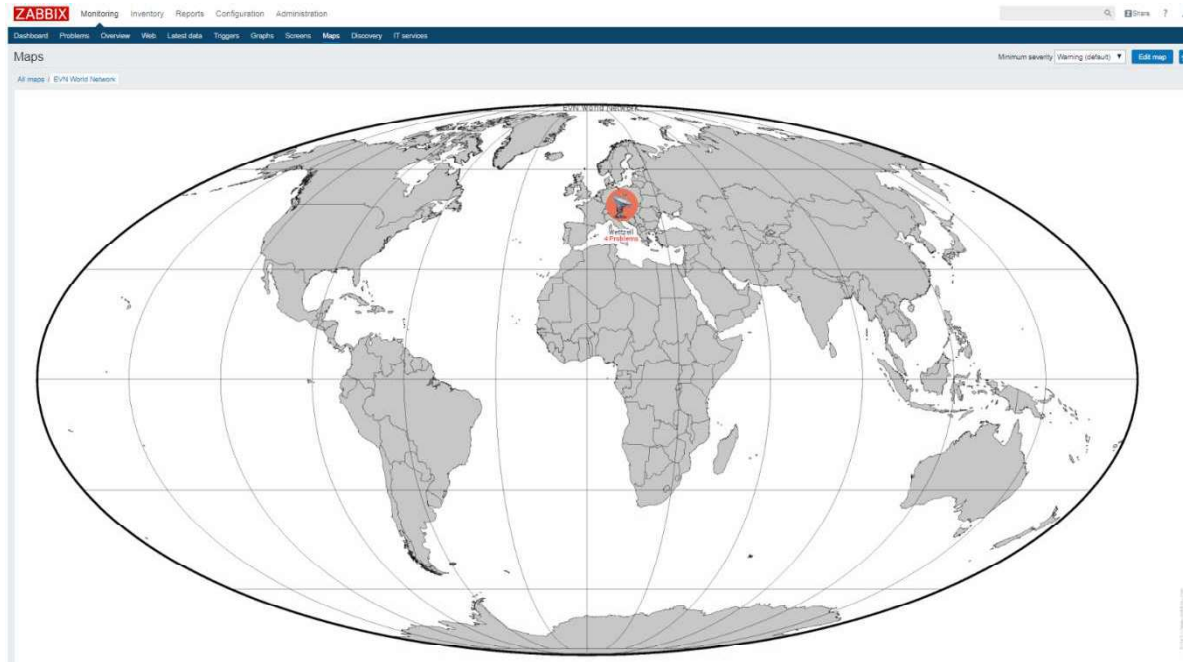 ZABBIX Monitoring Inventory Reports Configuration Administration Share ?
Dashboard Problems Overview Web Latest data Triggers Graphs Screens Maps Discovery IT services
Maps Minimum severity Warning (default) Edit map
All maps / EVN World Network
EVN World Network
Wettzell
4 Problems